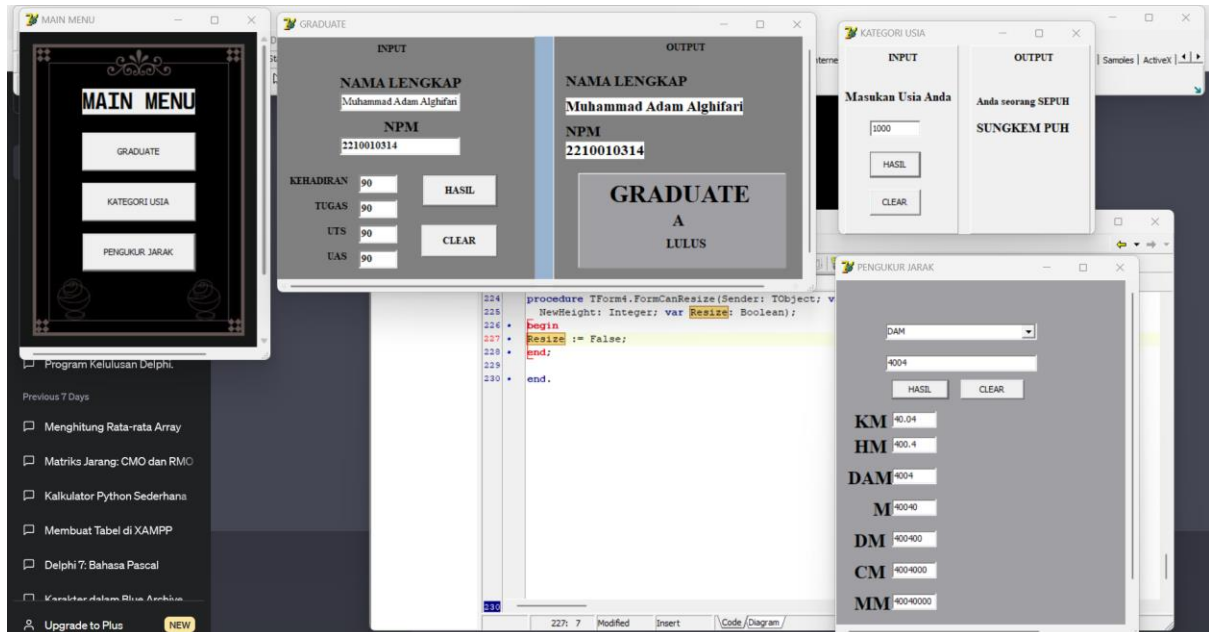 MAIN MENU
MAIN MENU
GRADUATE
KATEGORI USIA
PENGUKUR JARAK
GRADUATE
INPUT
NAMA LENGKAP
Muhammad Adam Alghifari
NPM
2210010314
KEHADIRAN 90
TUGAS 90
UTS 90
UAS 90
HASIL
CLEAR
OUTPUT
NAMA LENGKAP
Muhammad Adam Alghifari
NPM
2210010314
GRADUATE
A
LULUS
KATEGORI USIA
INPUT
Masukan Usia Anda
1000
HASIL
CLEAR
OUTPUT
Anda seorang SEPUH
SUNGKEM PUH
Samples | ActiveX |
PENGUKUR JARAK
DAM
4004
HASIL CLEAR
KM 40.04
HM 400.4
DAM 4004
M 40040
DM 400400
CM 4004000
MM 40040000
224 procedure TForm4.FormCanResize(Sender: TObject;
225 NewHeight: Integer; var Resize: Boolean);
226 begin
227 Resize := False;
228 end;
229
230 end.
230
227: 7 Modified Insert \Code/Diagram/
Program Kelulusan Delphi.
Previous 7 Days
Menghitung Rata-rata Array
Matriks Jarang: CMO dan RMO
Kalkulator Python Sederhana
Membuat Tabel di XAMPP
Delphi 7: Bahasa Pascal
Karakter dalam Blue Archive
Upgrade to Plus NEW